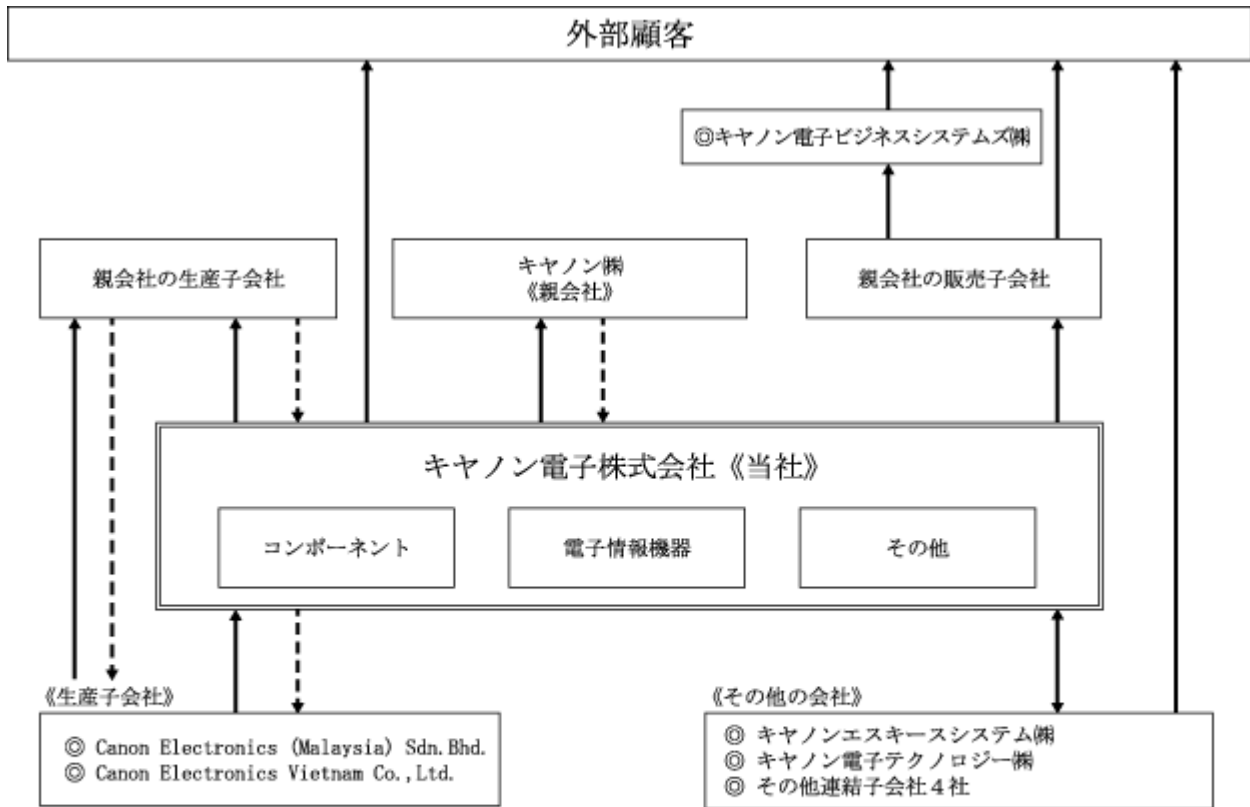 外部顧客
◎キヤノン電子ビジネスシステムズ㈱
親会社の生産子会社
キヤノン㈱
《親会社》
親会社の販売子会社
キヤノン電子株式会社《当社》
コンポーネント
電子情報機器
その他
《生産子会社》
◎ Canon Electronics (Malaysia) Sdn.Bhd.
◎ Canon Electronics Vietnam Co.,Ltd.
《その他の会社》
◎ キヤノンエスキースシステム㈱
◎ キヤノン電子テクノロジー㈱
◎ その他連結子会社４社